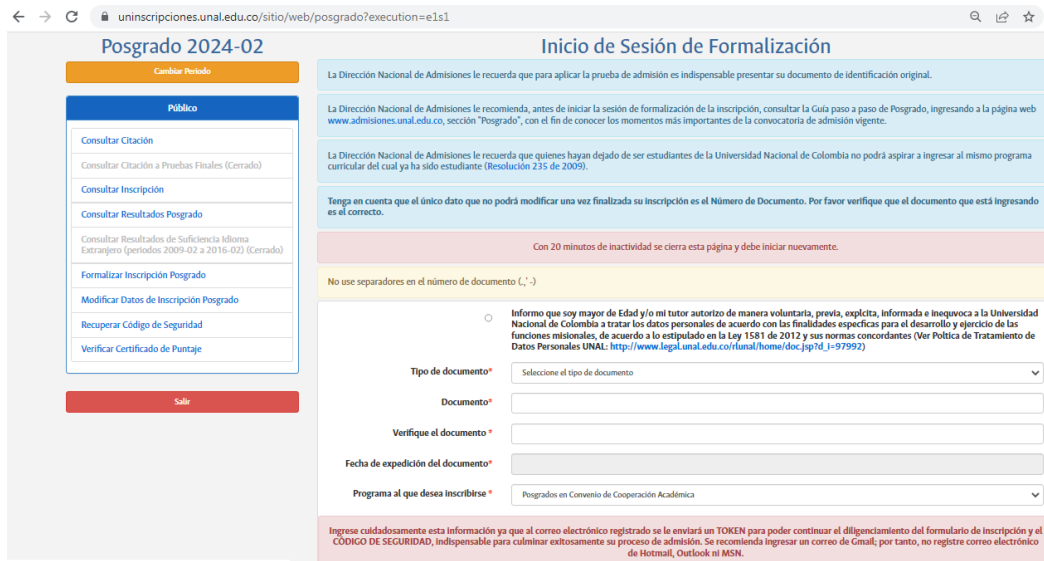 uninscripciones.unal.edu.co/sitio/web/posgrado?execution=e1s1
Posgrado 2024-02
Cambiar Periodo
Público
Consultar Citación
Consultar Citación a Pruebas Finales (Cerrado)
Consultar Inscripción
Consultar Resultados Posgrado
Consultar Resultados de Suficiencia Idioma
Extranjero (periodos 2009-02 a 2016-02) (Cerrado)
Formalizar Inscripción Posgrado
Modificar Datos de Inscripción Posgrado
Recuperar Código de Seguridad
Verificar Certificado de Puntaje
Salir
Inicio de Sesión de Formalización
La Dirección Nacional de Admisiones le recuerda que para aplicar la prueba de admisión es indispensable presentar su documento de identificación original.
La Dirección Nacional de Admisiones le recomienda, antes de iniciar la sesión de formalización de la inscripción, consultar la Guía paso a paso de Posgrado, ingresando a la página web
www.admisiones.unal.edu.co, sección "Posgrado", con el fin de conocer los momentos más importantes de la convocatoria de admisión vigente.
La Dirección Nacional de Admisiones le recuerda que quienes hayan dejado de ser estudiantes de la Universidad Nacional de Colombia no podrá aspirar a ingresar al mismo programa
curricular del cual ya ha sido estudiante (Resolución 235 de 2009).
Tenga en cuenta que el único dato que no podrá modificar una vez finalizada su inscripción es el Número de Documento. Por favor verifique que el documento que está ingresando
es el correcto.
Con 20 minutos de inactividad se cierra esta página y debe iniciar nuevamente.
No use separadores en el número de documento (.,' -)
Informo que soy mayor de Edad y/o mi tutor autorizo de manera voluntaria, previa, explcita, informada e inequvoca a la Universidad
Nacional de Colombia a tratar los datos personales de acuerdo con las finalidades especficas para el desarrollo y ejercicio de las
funciones misionales, de acuerdo a lo estipulado en la Ley 1581 de 2012 y sus normas concordantes (Ver Poltica de Tratamiento de
Datos Personales UNAL: http://www.legal.unal.edu.co/rlunal/home/doc.jsp?d_i=97992)
Tipo de documento* Seleccione el tipo de documento
Documento*
Verifique el documento *
Fecha de expedición del documento*
Programa al que desea inscribirse * Posgrados en Convenio de Cooperación Académica
Ingrese cuidadosamente esta información ya que al correo electrónico registrado se le enviará un TOKEN para poder continuar el diligenciamiento del formulario de inscripción y el
CÓDIGO DE SEGURIDAD, indispensable para culminar exitosamente su proceso de admisión. Se recomienda ingresar un correo de Gmail; por tanto, no registre correo electrónico
de Hotmail, Outlook ni MSN.